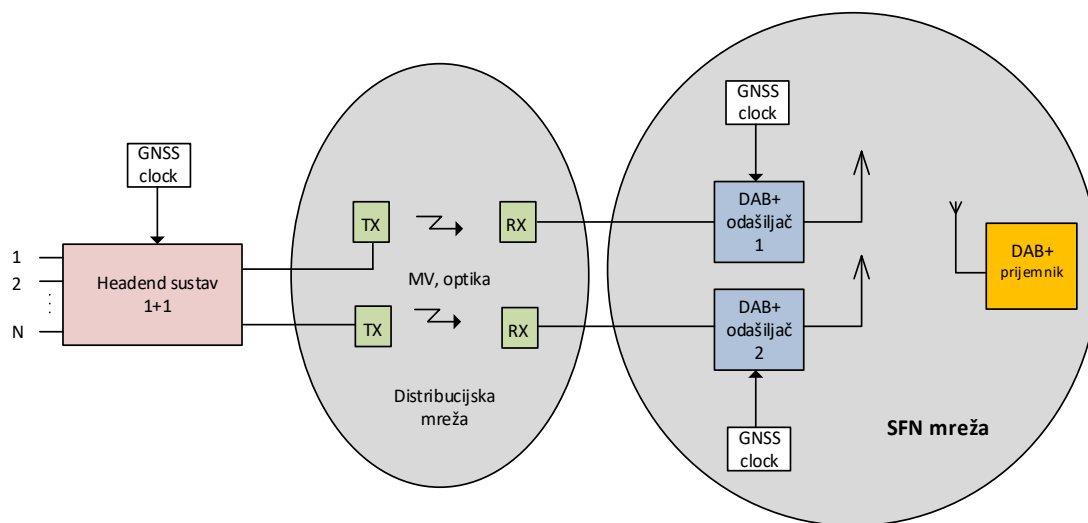 GNSS
clock
1
2
N
Headend sustav
1+1
TX
RX
MV, optika
TX
RX
Distribucijska
mreža
GNSS
clock
DAB+
odašiljač
1
DAB+
odašiljač
2
GNSS
clock
DAB+
prijemnik
SFN mreža